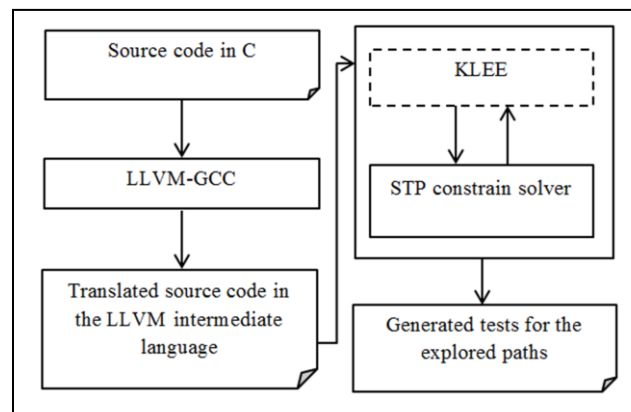 Source code in C
LLVM-GCC
Translated source code in
the LLVM intermediate
language
KLEE
STP constrain solver
Generated tests for the
explored paths